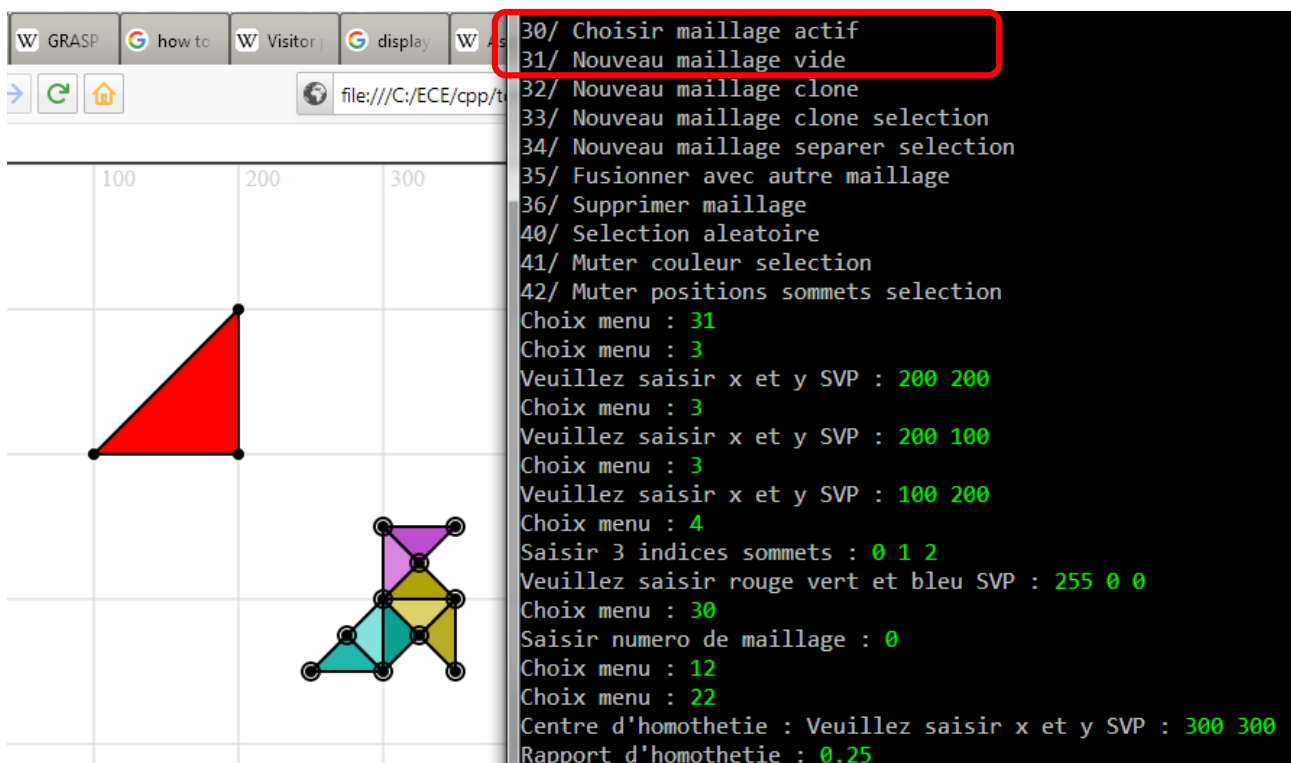 GRASP how to Visitor display As
file:///C:/ECE/cpp/t
100 200 300
30/ Choisir maillage actif
31/ Nouveau maillage vide
32/ Nouveau maillage clone
33/ Nouveau maillage clone selection
34/ Nouveau maillage separer selection
35/ Fusionner avec autre maillage
36/ Supprimer maillage
40/ Selection aleatoire
41/ Muter couleur selection
42/ Muter positions sommets selection
Choix menu : 31
Choix menu : 3
Veuillez saisir x et y SVP : 200 200
Choix menu : 3
Veuillez saisir x et y SVP : 200 100
Choix menu : 3
Veuillez saisir x et y SVP : 100 200
Choix menu : 4
Saisir 3 indices sommets : 0 1 2
Veuillez saisir rouge vert et bleu SVP : 255 0 0
Choix menu : 30
Saisir numero de maillage : 0
Choix menu : 12
Choix menu : 22
Centre d'homothetie : Veuillez saisir x et y SVP : 300 300
Rapport d'homothetie : 0.25